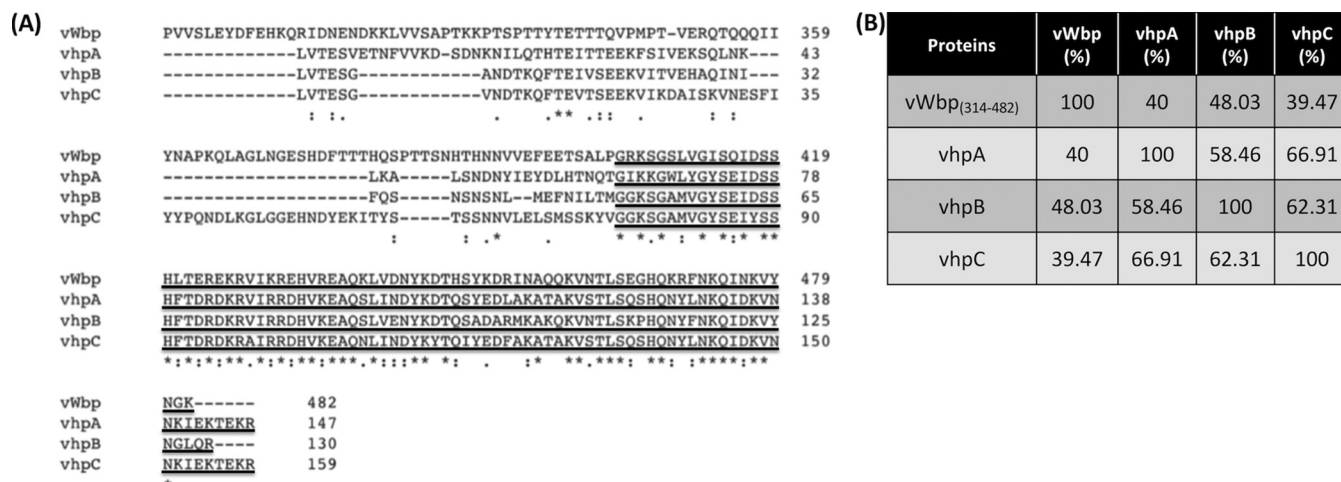 (A)
vWbp PVVSLEYDFEHKQRIDNENDKKLVVSAPTKKPTSPTTYTETTTQVPMPT-VERQTQQQII 359
vhpA -------------LVTESVETNFVVKD-SDNKNILQTHTEITTEEKFSIVEKSQLNK---- 43
vhpB -------------LVTESG------------ANDTKQFTEIVSEEKVITVEHAQINI--- 32
vhpC -------------LVTESG------------VNDTKQFTEVTSEEKVIKDAISKVNESFI 35
: :. . .** .:: . : :
vWbp YNAPKQLAGLNGESHDFTTTHQSPTTSNHTHNNVVEFEETSALPGRKSGSLVGISQIDSS 419
vhpA --------------------LKA-----LSNDNYIEYDLHTNQTGIKKGWLYGYSEIDSS 78
vhpB --------------------FQS-----NSNNL--MEFNILTMGGKSGAMVGYSEIDSS 65
vhpC YYPQNDLKGLGGEHNDYEKITYS-----TSSNNVLELSMSSKYVGGKSGAMVGYSEIYSS 90
: : .* . * *.* : * *:* **
vWbp HLTEREKRVIKREHVREAQKLVDNYKDTHSYKDRINAQQKVNTLSEGHQKRFNKQINKVY 479
vhpA HFTDRDKRVIRRDHVKEAQSLINDYKDTQSYEDLAKATAKVSTLSQSHQNYLNKQIDKVN 138
vhpB HFTDRDKRVIRRDHVKEAQSLVENYKDTQSADARMKAKQKVNTLSKPHQNYFNKQIDKVY 125
vhpC HFTDRDKRAIRRDHVKEAQNLINDYKYTQIYEDFAKATAKVSTLSQSHQNYLNKQIDKVN 150
*:*:*:**.*:*:**:***.*:::** *: . :* **.***: **: :****:**
vWbp NGK------ 482
vhpA NKIEKTEKR 147
vhpB NGLQR---- 130
vhpC NKIEKTEKR 159
*
(B)
Proteins vWbp (%) vhpA (%) vhpB (%) vhpC (%)
vWbp(314-482) 100 40 48.03 39.47
vhpA 40 100 58.46 66.91
vhpB 48.03 58.46 100 62.31
vhpC 39.47 66.91 62.31 100